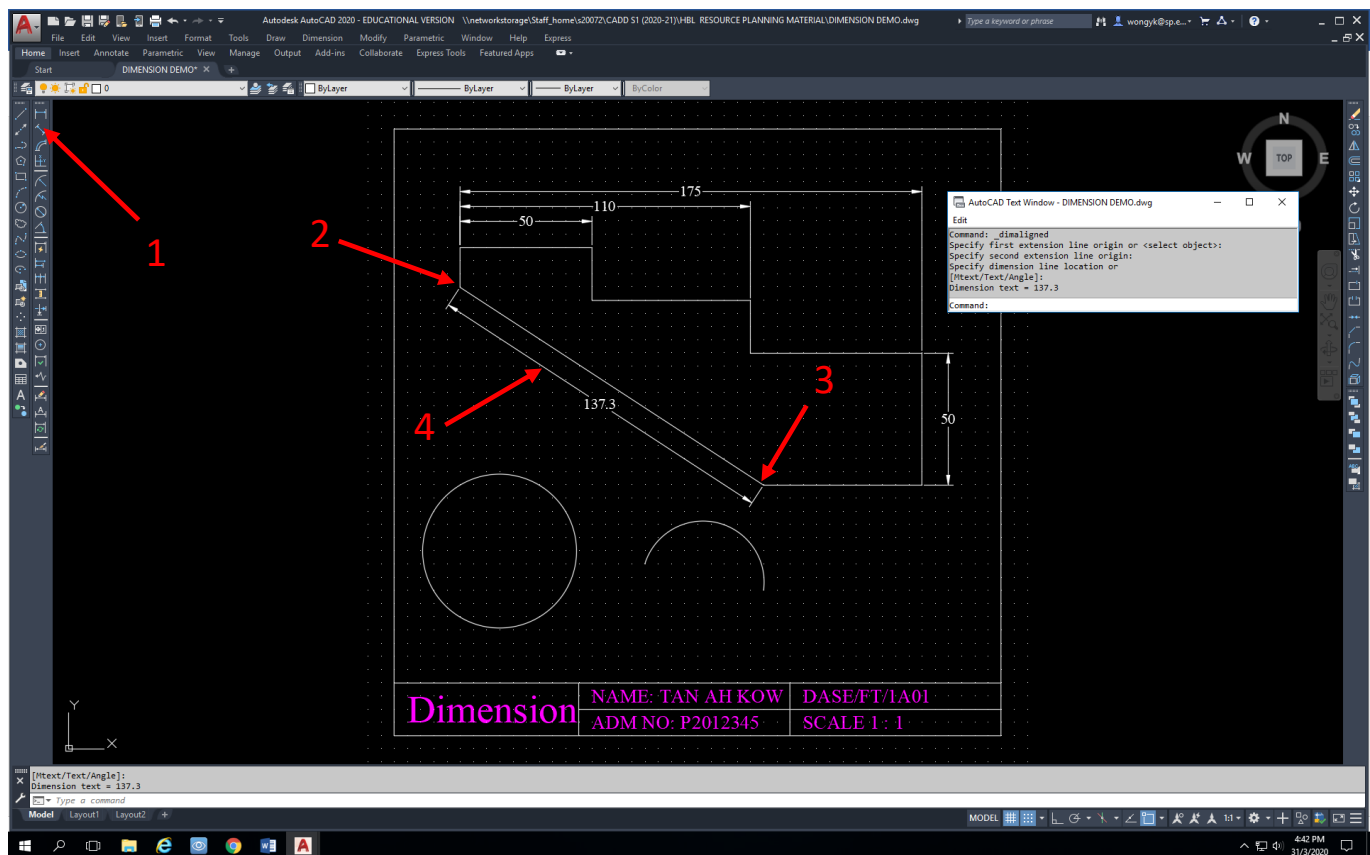 Autodesk AutoCAD 2020 - EDUCATIONAL VERSION \\networkstorage\Staff_home\s20072\CADD S1 (2020-21)\HBL RESOURCE PLANNING MATERIAL\DIMENSION DEMO.dwg
Type a keyword or phrase
wongyk@sp.e...
File Edit View Insert Format Tools Draw Dimension Modify Parametric Window Help Express
Home Insert Annotate Parametric View Manage Output Add-ins Collaborate Express Tools Featured Apps
Start DIMENSION DEMO* +
0 ByLayer ByLayer ByLayer ByColor
N
W TOP E
175
110
50
1
2
AutoCAD Text Window - DIMENSION DEMO.dwg
Edit
Command: _dimaligned
Specify first extension line origin or <select object>:
Specify second extension line origin:
Specify dimension line location or
[Mtext/Text/Angle]:
Dimension text = 137.3
Command:
3
137.3
4
50
Dimension
NAME: TAN AH KOW DASE/FT/1A01
ADM NO: P2012345 SCALE 1 : 1
Y
X
[Mtext/Text/Angle]:
Dimension text = 137.3
Type a command
Model Layout1 Layout2 +
MODEL 1:1
4:42 PM
31/3/2020